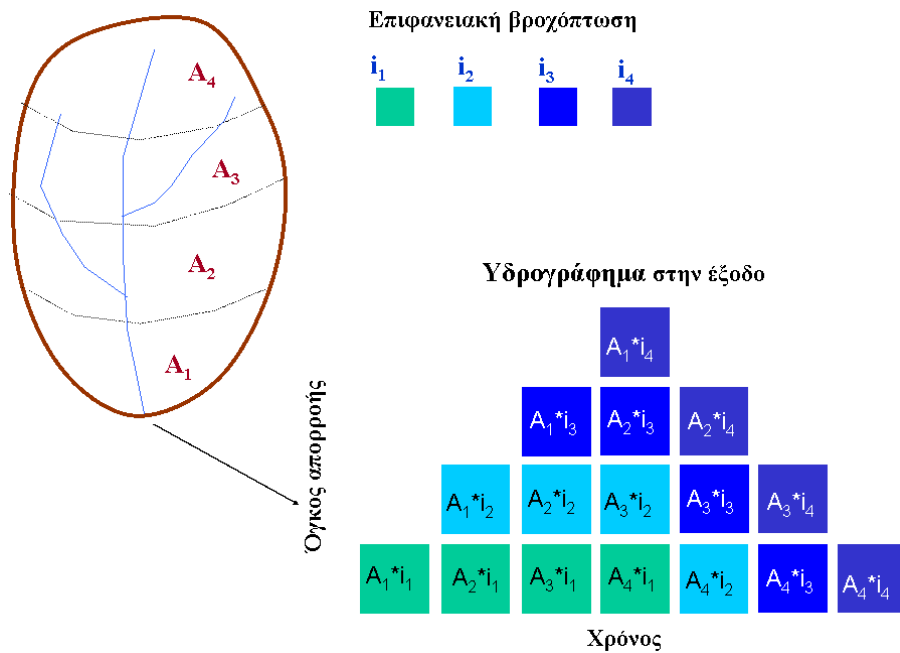 Επιφανειακή βροχόπτωση
i₁ i₂ i₃ i₄
A₄
A₃
A₂
A₁
Υδρογράφημα στην έξοδο
Όγκος απορροής
A₁*i₄
A₁*i₃ A₂*i₃ A₂*i₄
A₁*i₂ A₂*i₂ A₃*i₂ A₃*i₃ A₃*i₄
A₁*i₁ A₂*i₁ A₃*i₁ A₄*i₁ A₄*i₂ A₄*i₃ A₄*i₄
Χρόνος